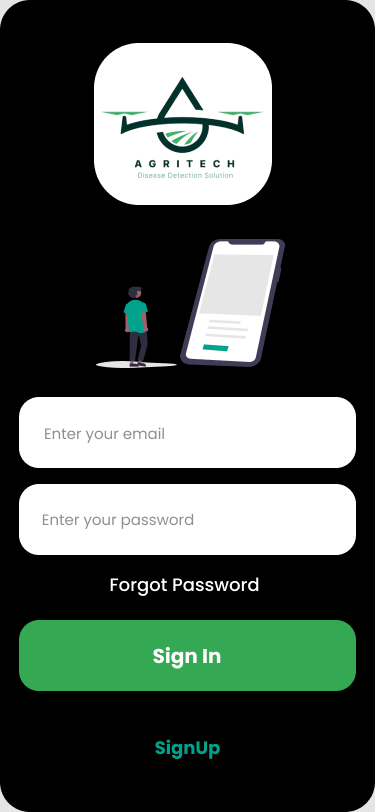 AGRITECH
Disease Detection Solution
Enter your email
Enter your password
Forgot Password
Sign In
SignUp